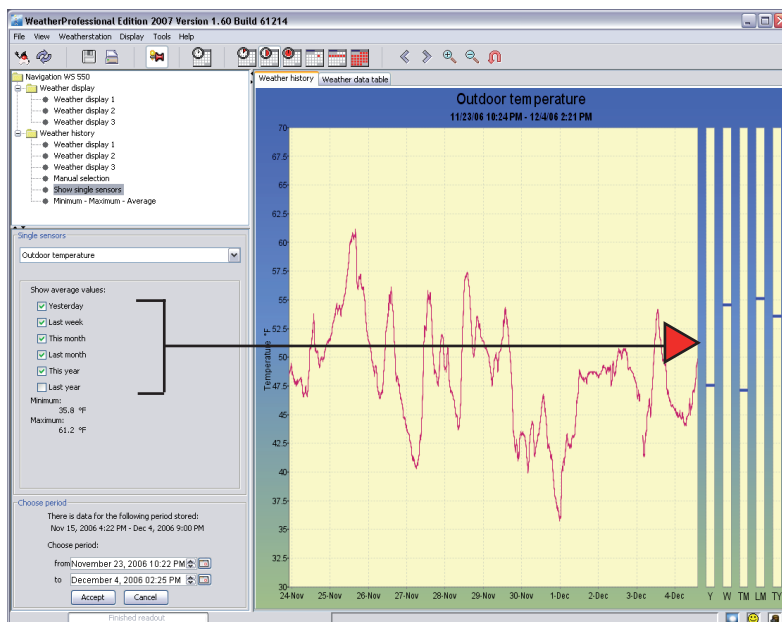 WeatherProfessional Edition 2007 Version 1.60 Build 61214
File View Weatherstation Display Tools Help
Navigation WS 550
Weather display
Weather display 1
Weather display 2
Weather display 3
Weather history
Weather display 1
Weather display 2
Weather display 3
Manual selection
Show single sensors
Minimum - Maximum - Average
Single sensors
Outdoor temperature
Show average values:
Yesterday
Last week
This month
Last month
This year
Last year
Minimum:
35.8 °F
Maximum:
61.2 °F
Choose period
There is data for the following period stored:
Nov 15, 2006 4:22 PM - Dec 4, 2006 9:00 PM
Choose period:
from November 23, 2006 10:22 PM
to December 4, 2006 02:25 PM
Accept Cancel
Finished readout
Weather history Weather data table
Outdoor temperature
11/23/06 10:24 PM - 12/4/06 2:21 PM
Temperature °F
70
67.5
65
62.5
60
57.5
55
52.5
50
47.5
45
42.5
40
37.5
35
32.5
30
24-Nov 25-Nov 26-Nov 27-Nov 28-Nov 29-Nov 30-Nov 1-Dec 2-Dec 3-Dec 4-Dec Y W TM LM TY